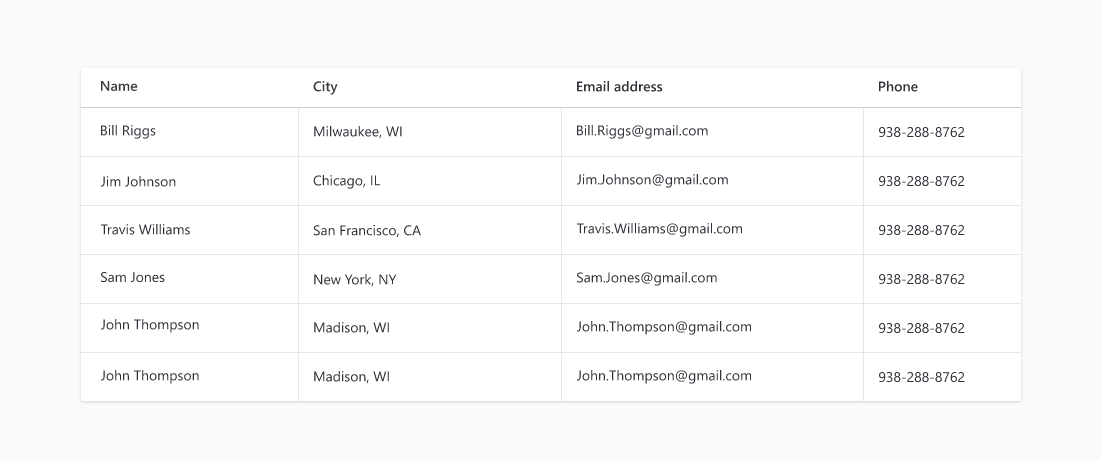 Name City Email address Phone
Bill Riggs Milwaukee, WI Bill.Riggs@gmail.com 938-288-8762
Jim Johnson Chicago, IL Jim.Johnson@gmail.com 938-288-8762
Travis Williams San Francisco, CA Travis.Williams@gmail.com 938-288-8762
Sam Jones New York, NY Sam.Jones@gmail.com 938-288-8762
John Thompson Madison, WI John.Thompson@gmail.com 938-288-8762
John Thompson Madison, WI John.Thompson@gmail.com 938-288-8762